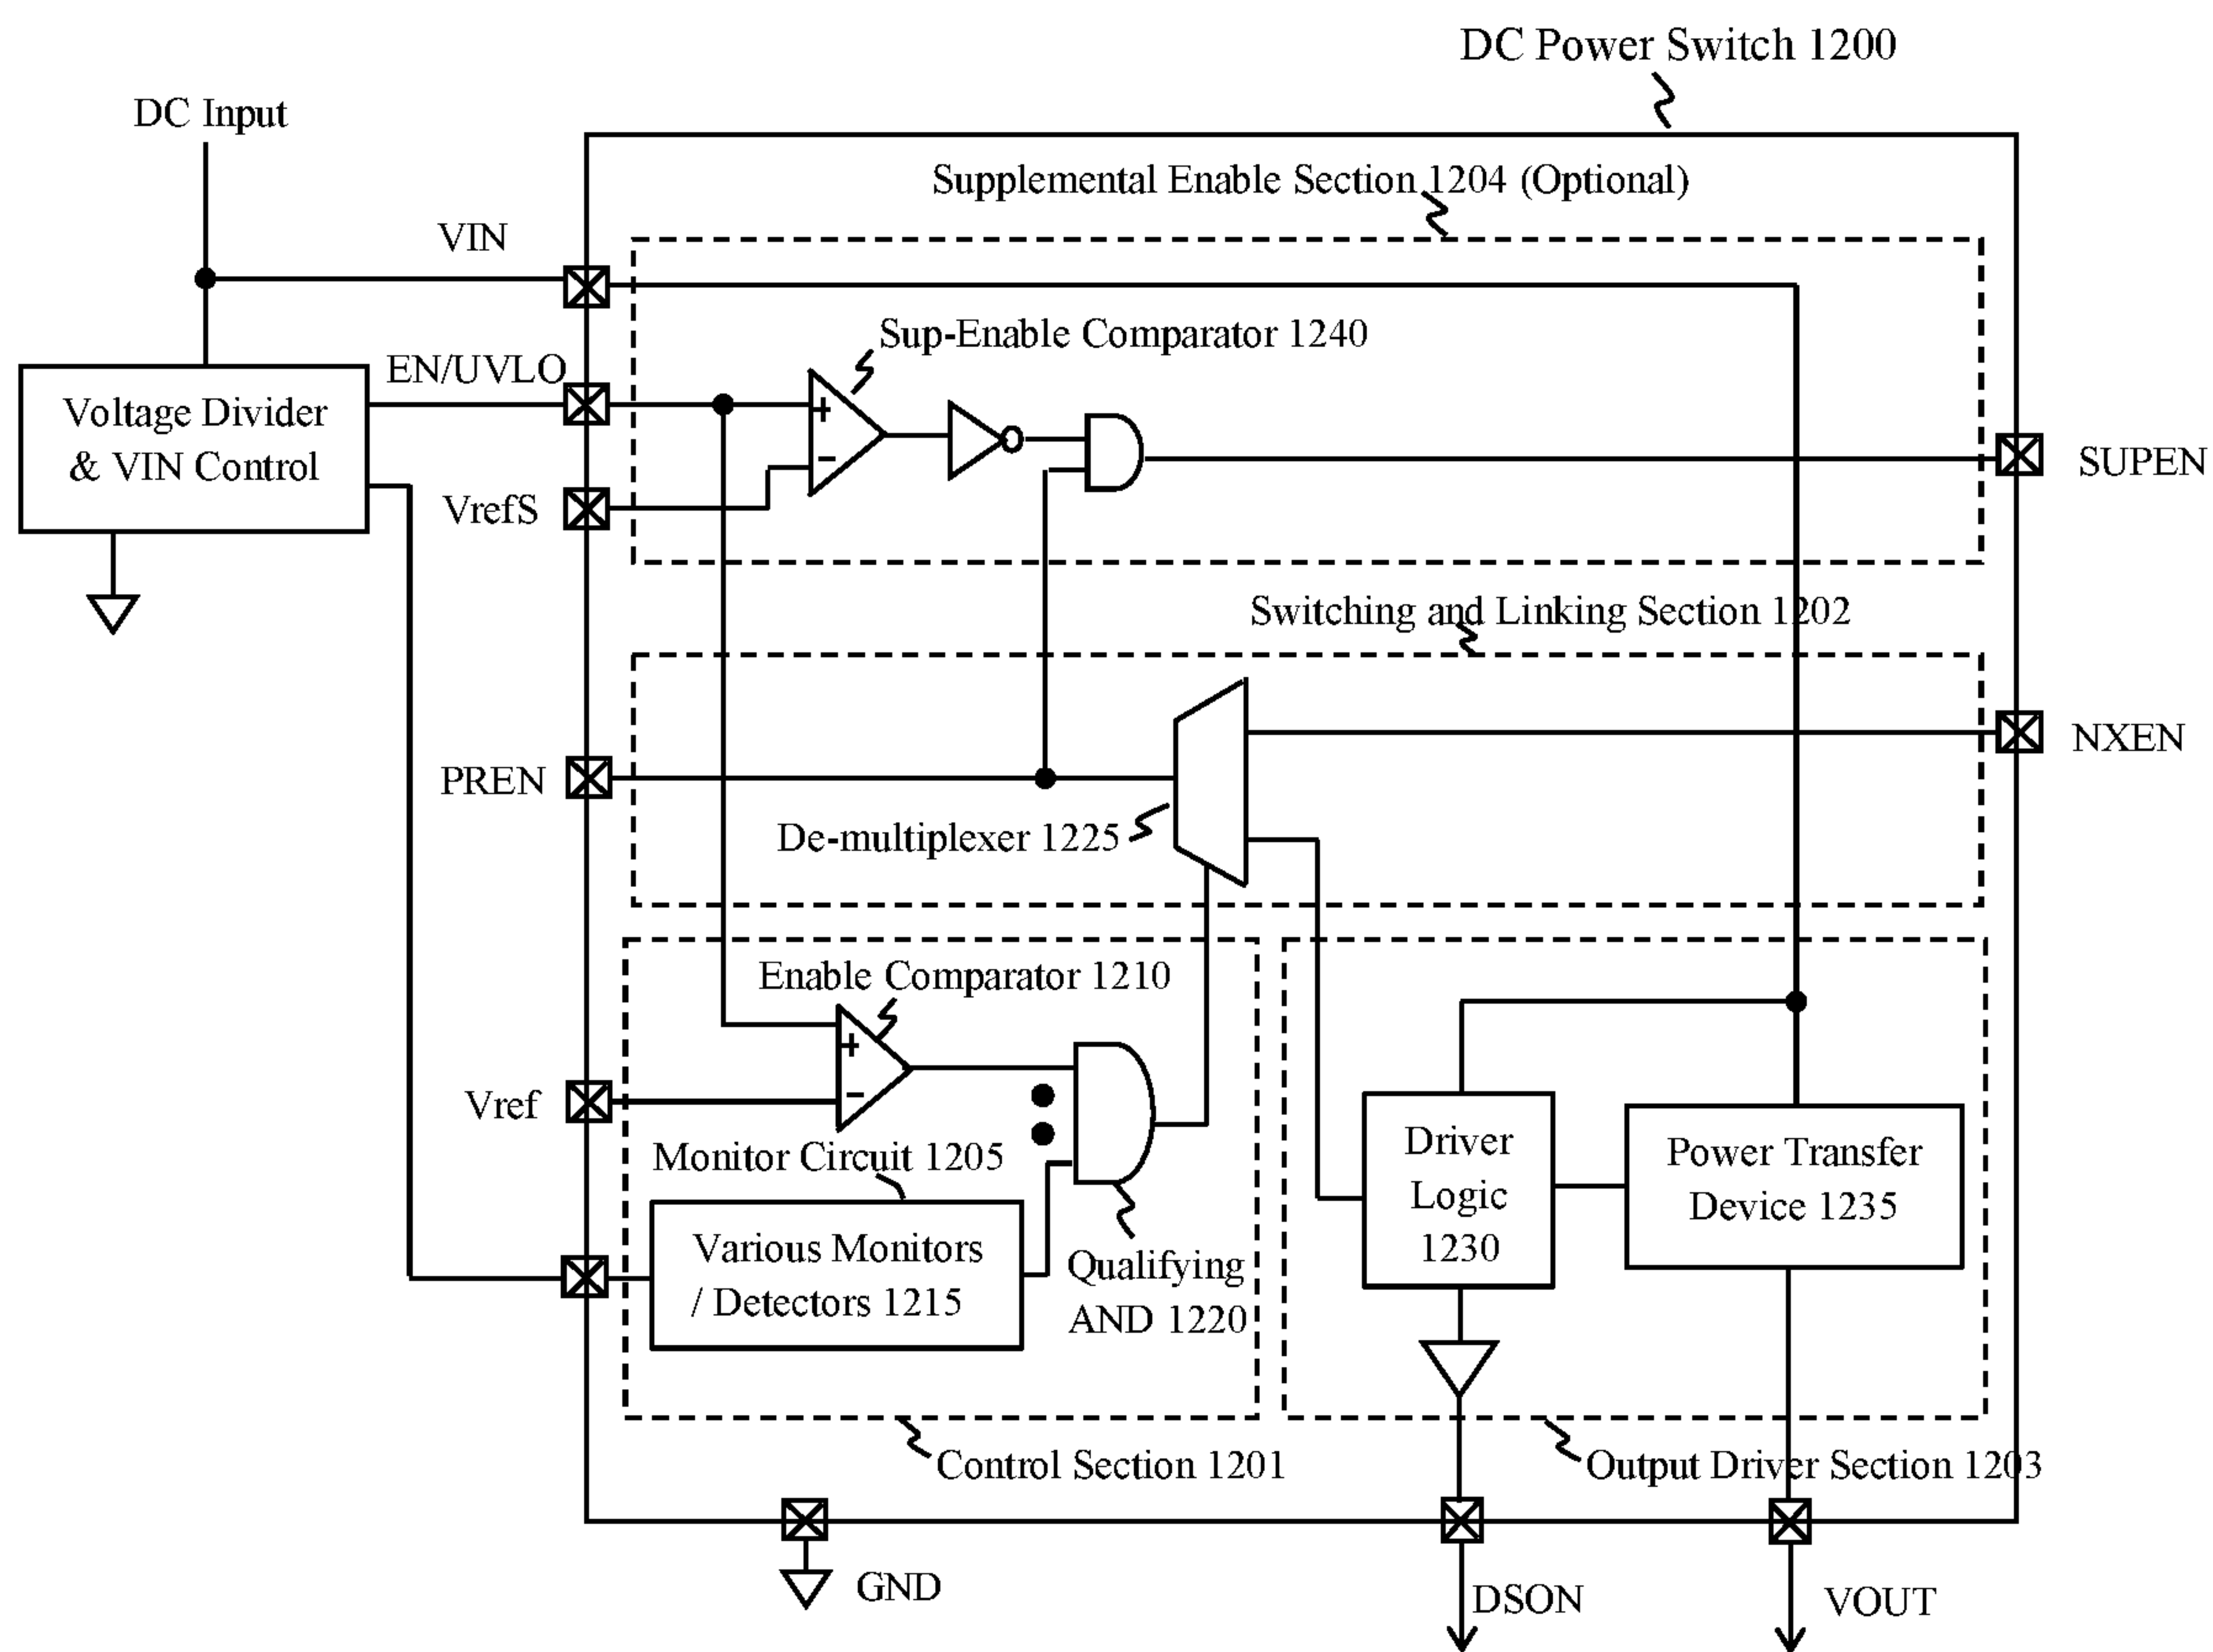 DC Power Switch 1200
DC Input
Supplemental Enable Section 1204 (Optional)
VIN
Sup-Enable Comparator 1240
EN/UVLO
Voltage Divider
& VIN Control
+
−
VrefS
SUPEN
Switching and Linking Section 1202
NXEN
PREN
De-multiplexer 1225
Enable Comparator 1210
+
−
Vref
Monitor Circuit 1205
Various Monitors
/ Detectors 1215
Qualifying
AND 1220
Driver
Logic
1230
Power Transfer
Device 1235
Control Section 1201
Output Driver Section 1203
GND
DSON
VOUT